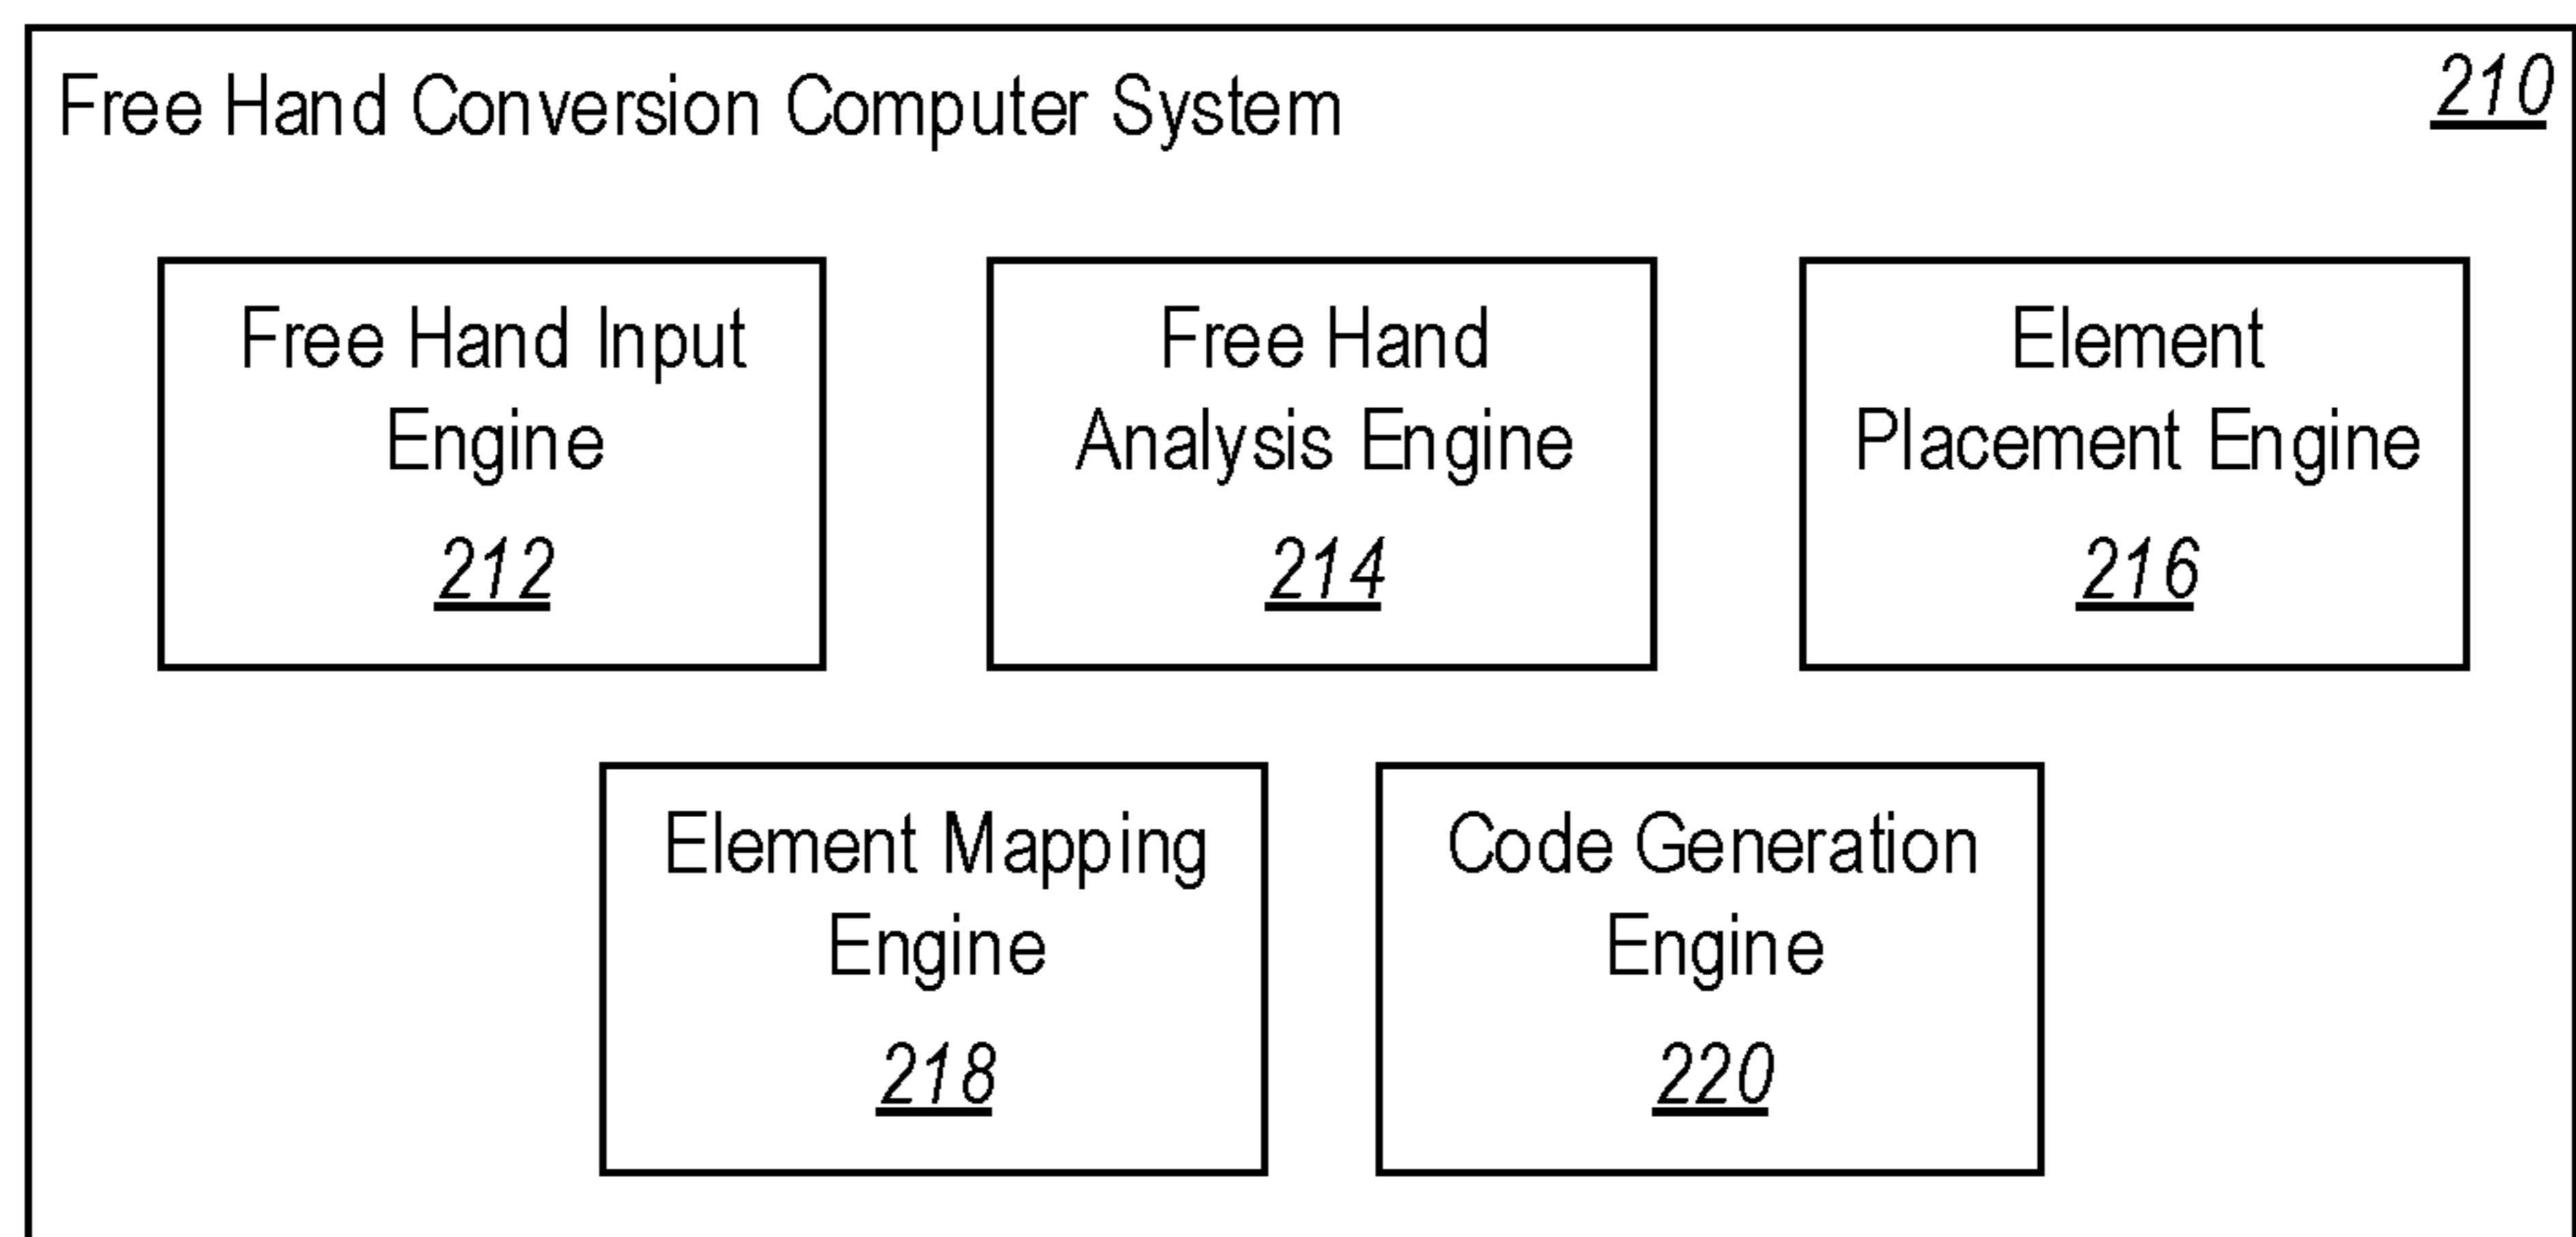 Free Hand Conversion Computer System
210
Free Hand Input
Engine
212
Free Hand
Analysis Engine
214
Element
Placement Engine
216
Element Mapping
Engine
218
Code Generation
Engine
220